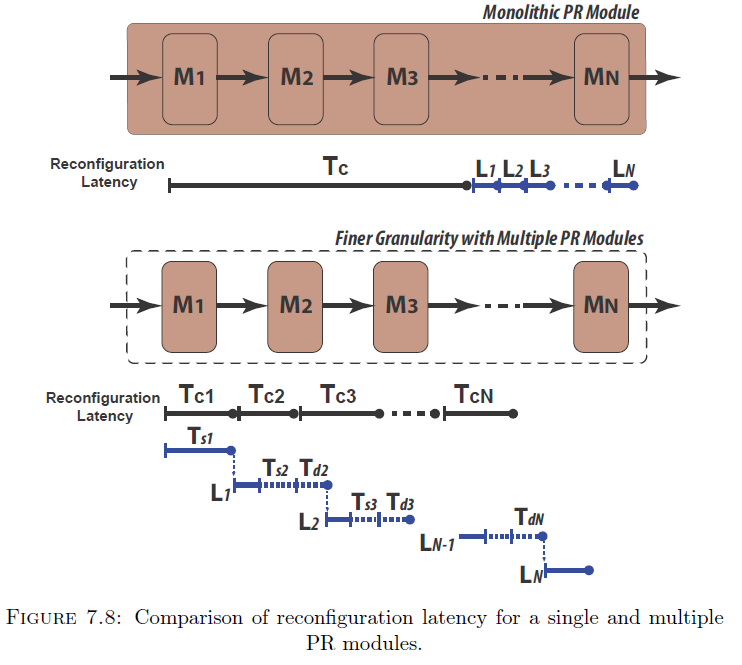 Monolithic PR Module
M1 M2 M3 MN
Reconfiguration
Latency
Tc L1 L2 L3 LN
Finer Granularity with Multiple PR Modules
M1 M2 M3 MN
Reconfiguration
Latency
Tc1 Tc2 Tc3 TcN
Ts1
L1 Ts2 Td2
L2 Ts3 Td3
LN-1 TdN
LN
FIGURE 7.8: Comparison of reconfiguration latency for a single and multiple
PR modules.